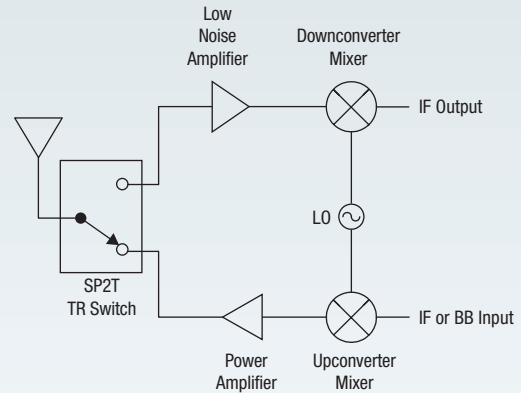 Low
Noise
Amplifier
Downconverter
Mixer
IF Output
LO
SP2T
TR Switch
IF or BB Input
Power
Amplifier
Upconverter
Mixer